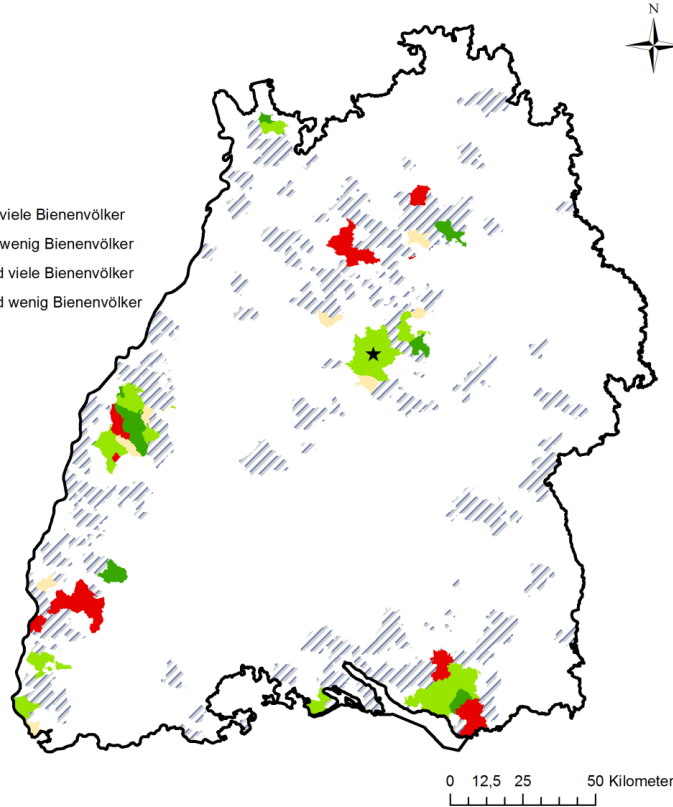 N
viele Bienenvölker
wenig Bienenvölker
d viele Bienenvölker
d wenig Bienenvölker
0 12,5 25 50 Kilometer